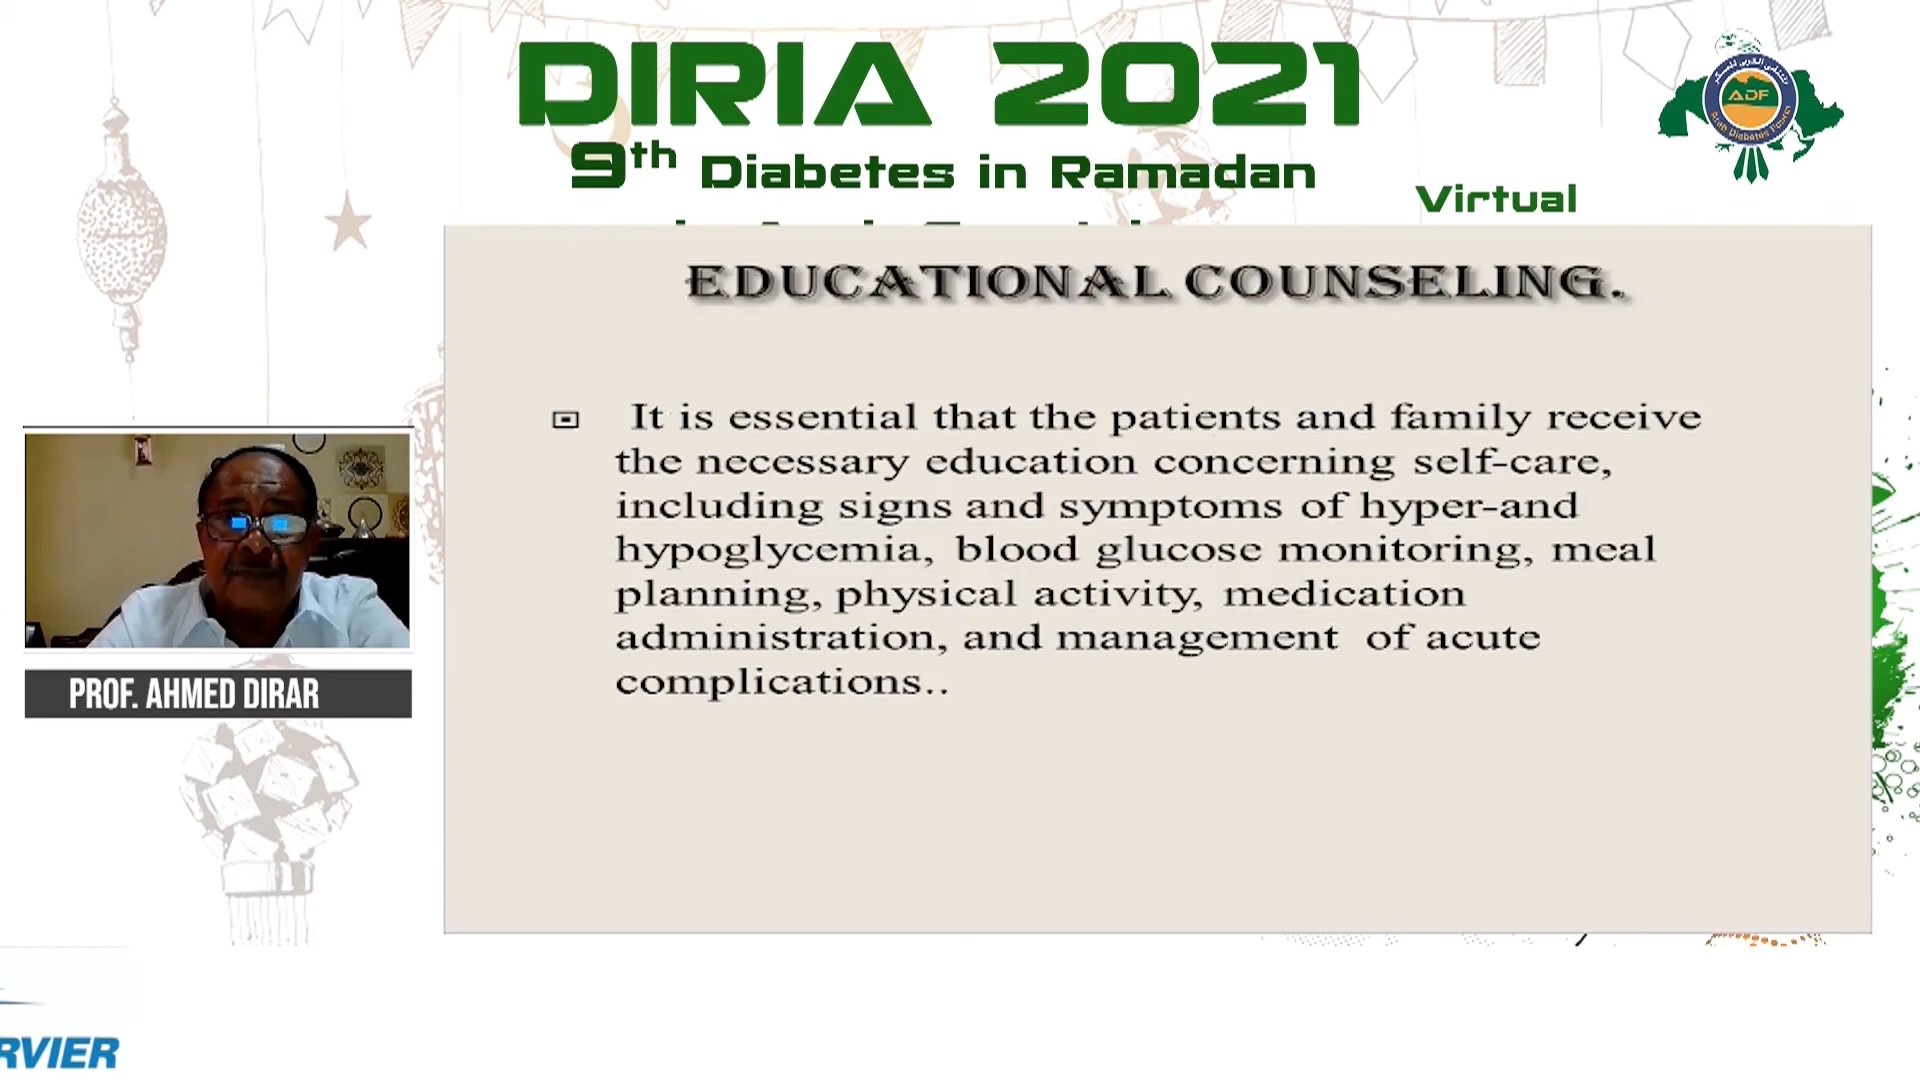 DIRIA 2021
9th Diabetes in Ramadan
Virtual
ADF
EDUCATIONAL COUNSELING.
It is essential that the patients and family receive
the necessary education concerning self-care,
including signs and symptoms of hyper-and
hypoglycemia, blood glucose monitoring, meal
planning, physical activity, medication
administration, and management of acute
complications..
PROF. AHMED DIRAR
RVIER